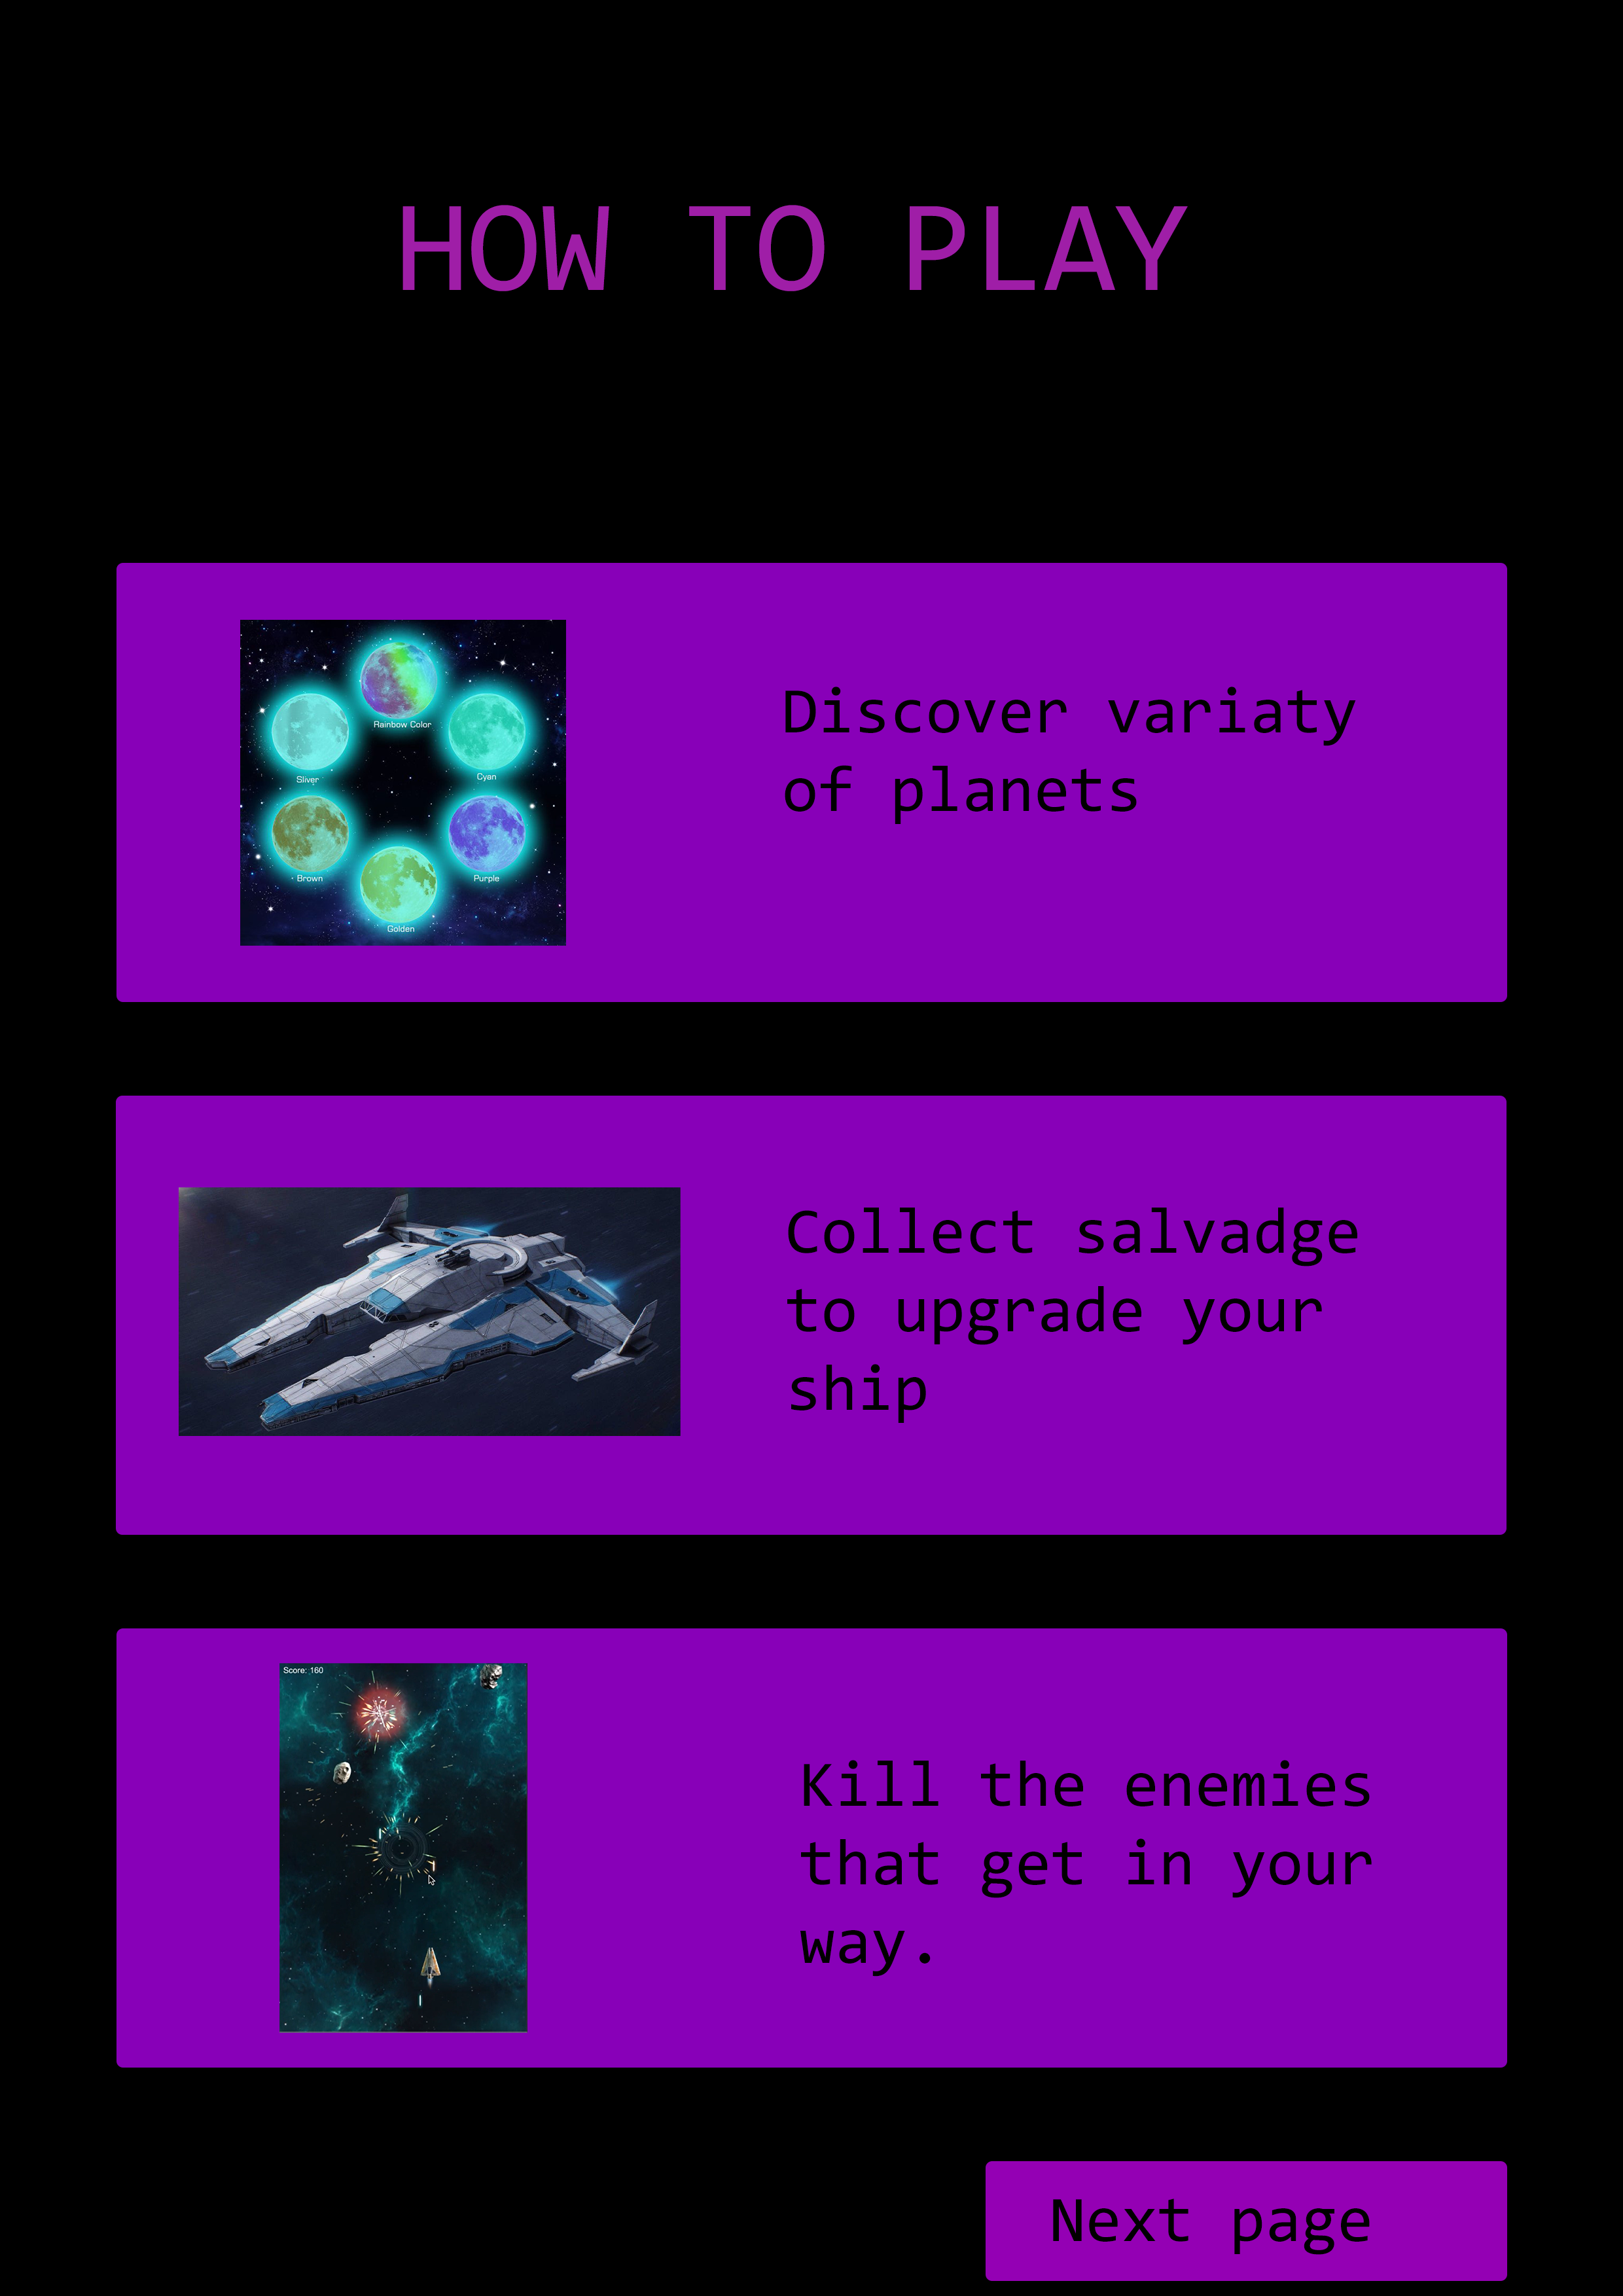 HOW TO PLAY
Rainbow Color
Sliver
Cyan
Brown
Purple
Golden
Discover variaty
of planets
Collect salvadge
to upgrade your
ship
Score: 160
Kill the enemies
that get in your
way.
Next page